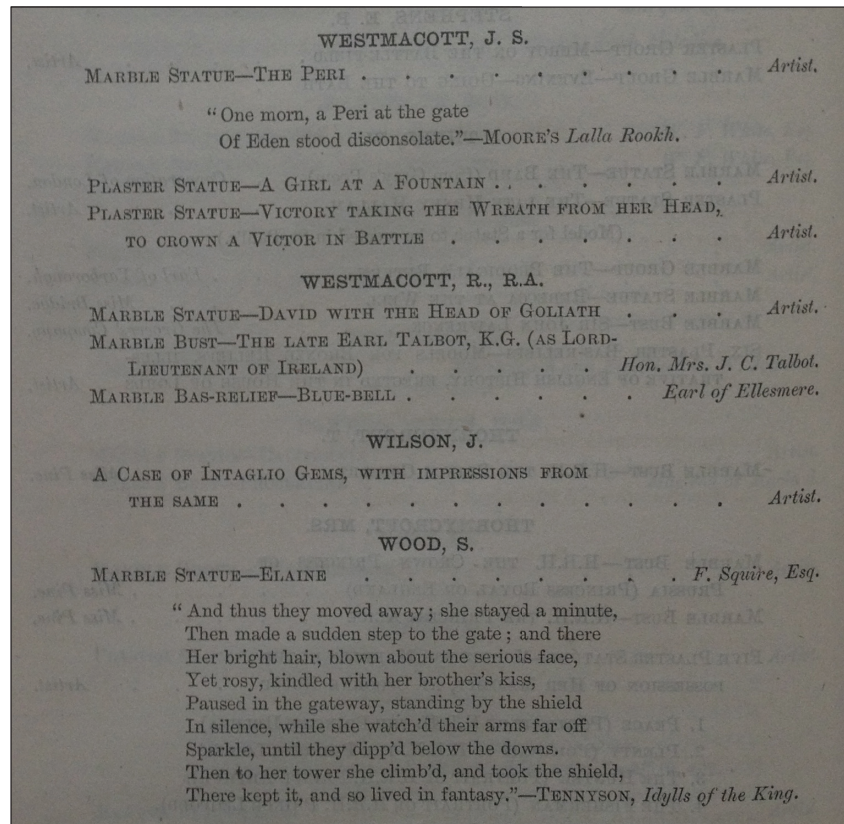 WESTMACOTT, J. S.
MARBLE STATUE—THE PERI . . . . . . . . . Artist.
"One morn, a Peri at the gate
Of Eden stood disconsolate."—MOORE'S Lalla Rookh.
PLASTER STATUE—A GIRL AT A FOUNTAIN . . . . . . . Artist.
PLASTER STATUE—VICTORY TAKING THE WREATH FROM HER HEAD,
TO CROWN A VICTOR IN BATTLE . . . . . . . Artist.
WESTMACOTT, R., R.A.
MARBLE STATUE—DAVID WITH THE HEAD OF GOLIATH . . . Artist.
MARBLE BUST—THE LATE EARL TALBOT, K.G. (AS LORD-
LIEUTENANT OF IRELAND) . . . . . Hon. Mrs. J. C. Talbot.
MARBLE BAS-RELIEF—BLUE-BELL . . . . . . Earl of Ellesmere.
WILSON, J.
A CASE OF INTAGLIO GEMS, WITH IMPRESSIONS FROM
THE SAME . . . . . . . . . . . . Artist.
WOOD, S.
MARBLE STATUE—ELAINE . . . . . . . . F. Squire, Esq.
"And thus they moved away; she stayed a minute,
Then made a sudden step to the gate; and there
Her bright hair, blown about the serious face,
Yet rosy, kindled with her brother's kiss,
Paused in the gateway, standing by the shield
In silence, while she watch'd their arms far off
Sparkle, until they dipp'd below the downs.
Then to her tower she climb'd, and took the shield,
There kept it, and so lived in fantasy."—TENNYSON, Idylls of the King.